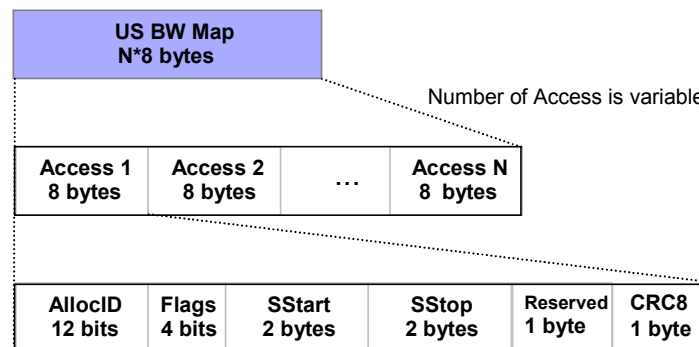 US BW Map
N*8 bytes
Number of Access is variable
Access 1
8 bytes
Access 2
8 bytes
...
Access N
8 bytes
AllocID
12 bits
Flags
4 bits
SStart
2 bytes
SStop
2 bytes
Reserved
1 byte
CRC8
1 byte